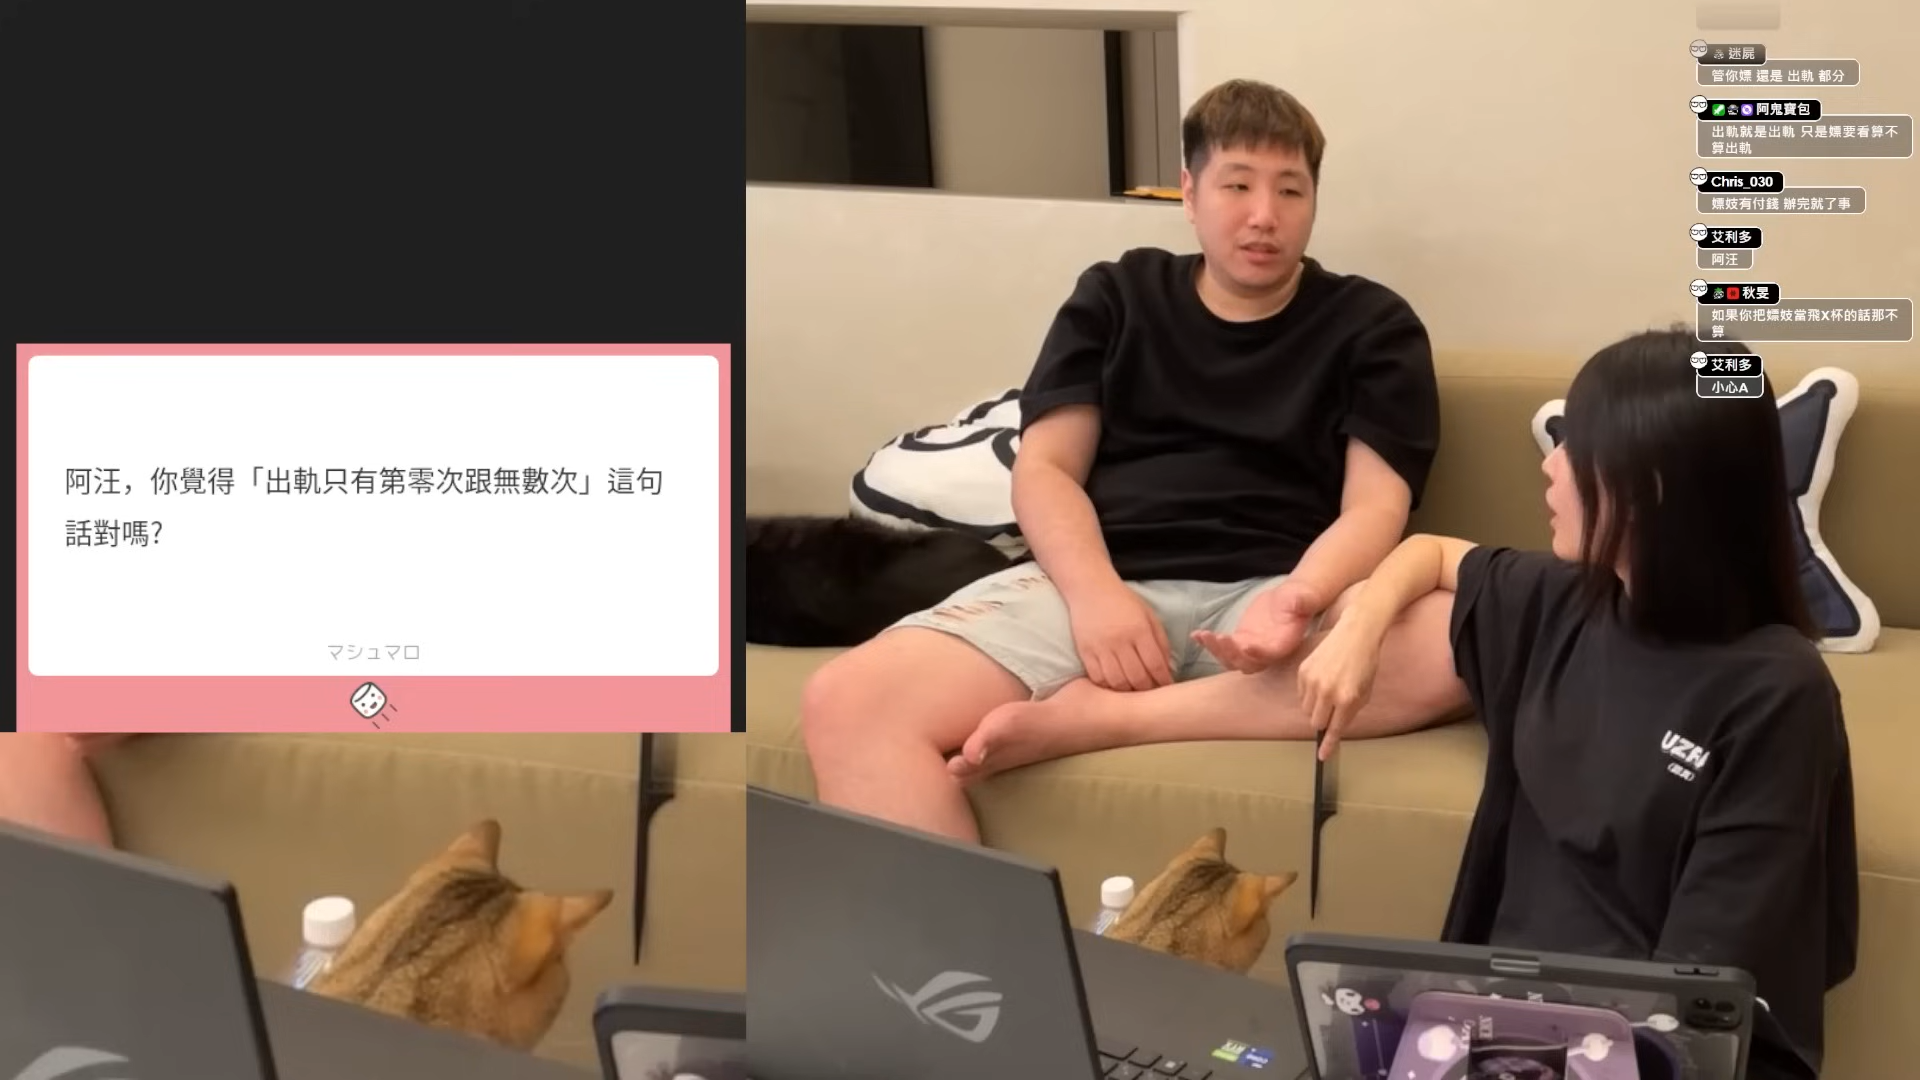 阿汪，你覺得「出軌只有第零次跟無數次」這句
話對嗎?
マシュマロ
迷屍
管你嫖 還是 出軌 都分
阿鬼寶包
出軌就是出軌 只是嫖要看算不
算出軌
Chris_030
嫖妓有付錢 辦完就了事
艾利多
阿汪
秋雯
如果你把嫖妓當飛X杯的話那不
算
艾利多
小心A